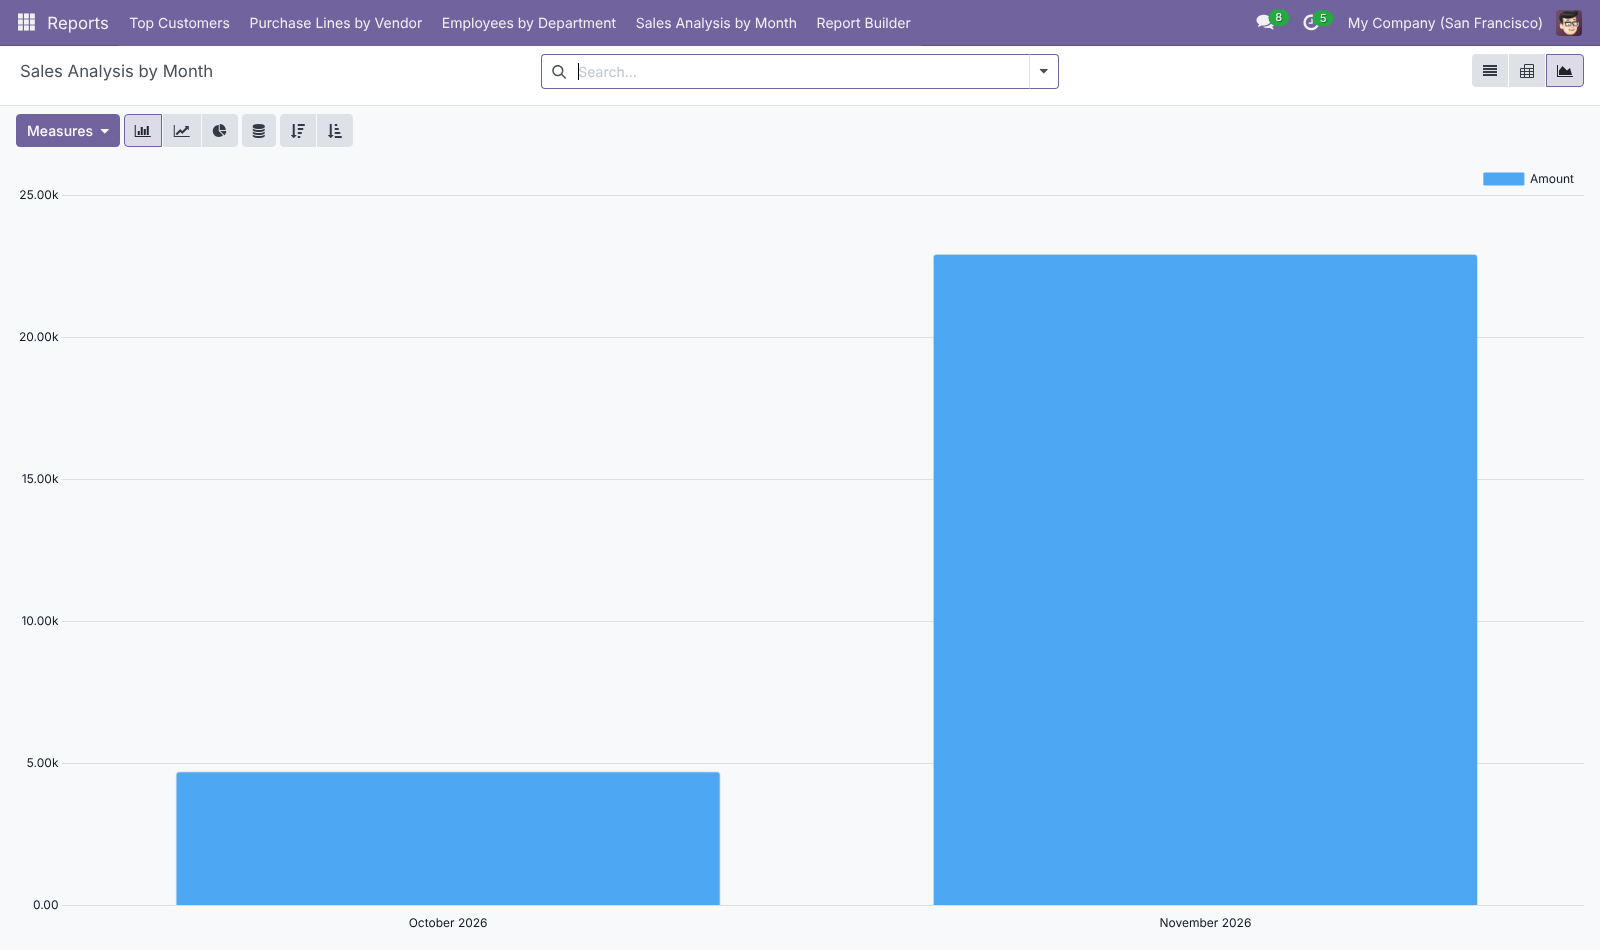 Reports Top Customers Purchase Lines by Vendor Employees by Department Sales Analysis by Month Report Builder 8 5 My Company (San Francisco)
Sales Analysis by Month Search...
Measures
Amount
25.00k
20.00k
15.00k
10.00k
5.00k
0.00
October 2026 November 2026